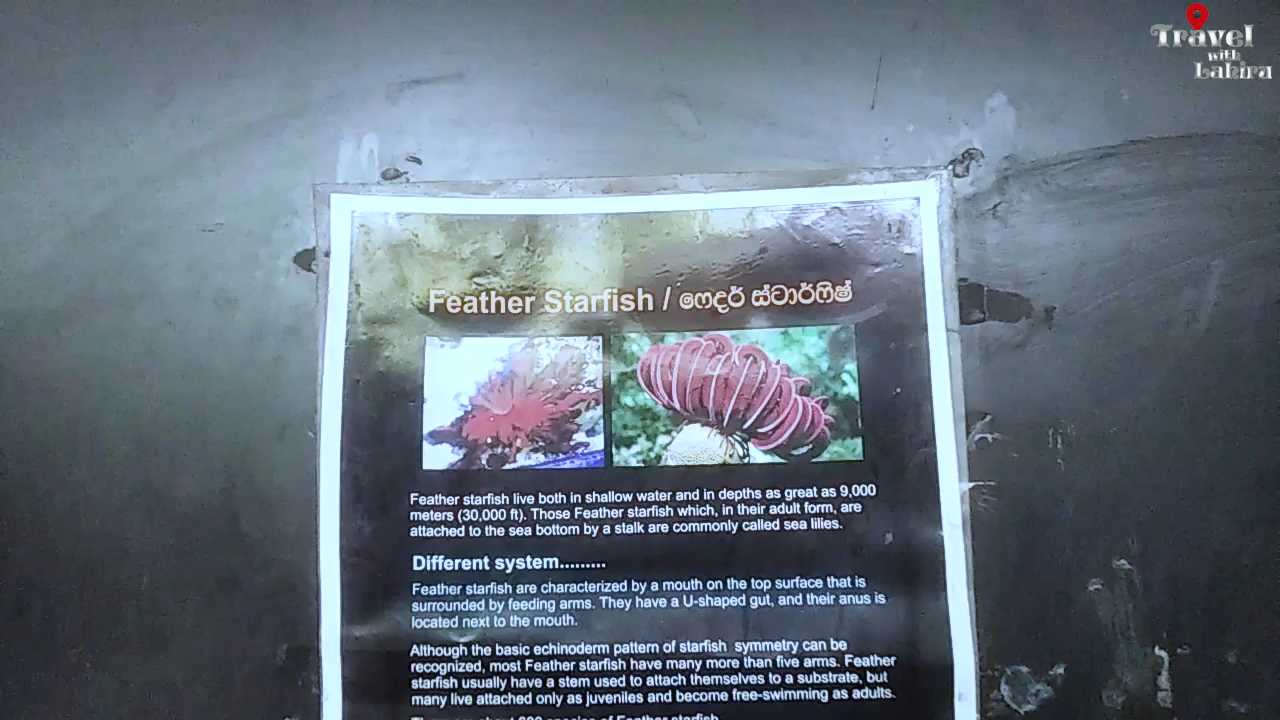 Travel
with
Lahiru
Feather Starfish / ෆෙදර් ස්ටාර්ෆිෂ්
Feather starfish live both in shallow water and in depths as great as 9,000
meters (30,000 ft). Those Feather starfish which, in their adult form, are
attached to the sea bottom by a stalk are commonly called sea lilies.
Different system.........
Feather starfish are characterized by a mouth on the top surface that is
surrounded by feeding arms. They have a U-shaped gut, and their anus is
located next to the mouth.
Although the basic echinoderm pattern of starfish symmetry can be
recognized, most Feather starfish have many more than five arms. Feather
starfish usually have a stem used to attach themselves to a substrate, but
many live attached only as juveniles and become free-swimming as adults.
species of Feather starfish